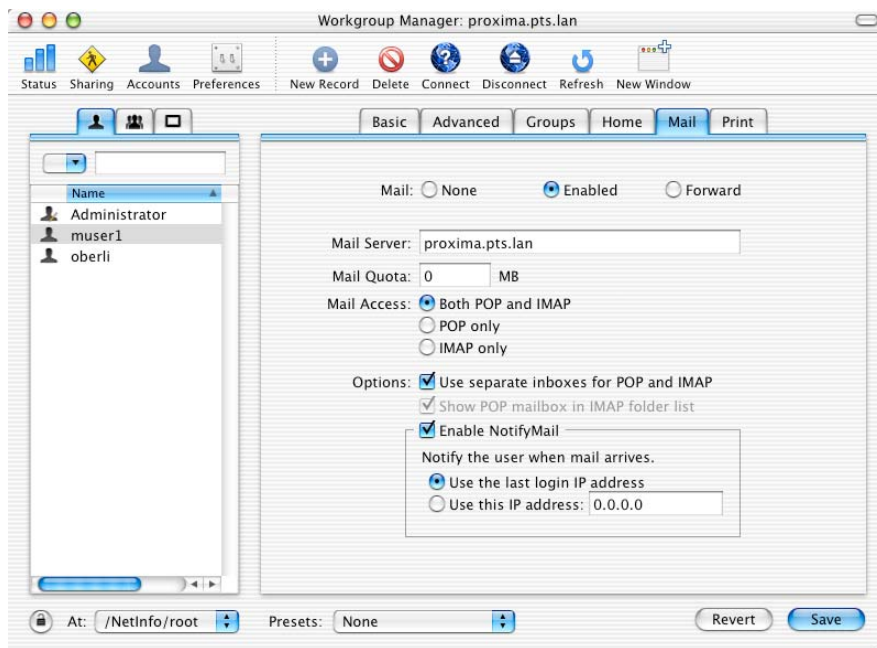 Workgroup Manager: proxima.pts.lan
Status Sharing Accounts Preferences New Record Delete Connect Disconnect Refresh New Window
Basic Advanced Groups Home Mail Print
Name
Administrator
muser1
oberli
Mail: None Enabled Forward
Mail Server: proxima.pts.lan
Mail Quota: 0 MB
Mail Access: Both POP and IMAP
POP only
IMAP only
Options: Use separate inboxes for POP and IMAP
Show POP mailbox in IMAP folder list
Enable NotifyMail
Notify the user when mail arrives.
Use the last login IP address
Use this IP address: 0.0.0.0
At: /NetInfo/root Presets: None Revert Save